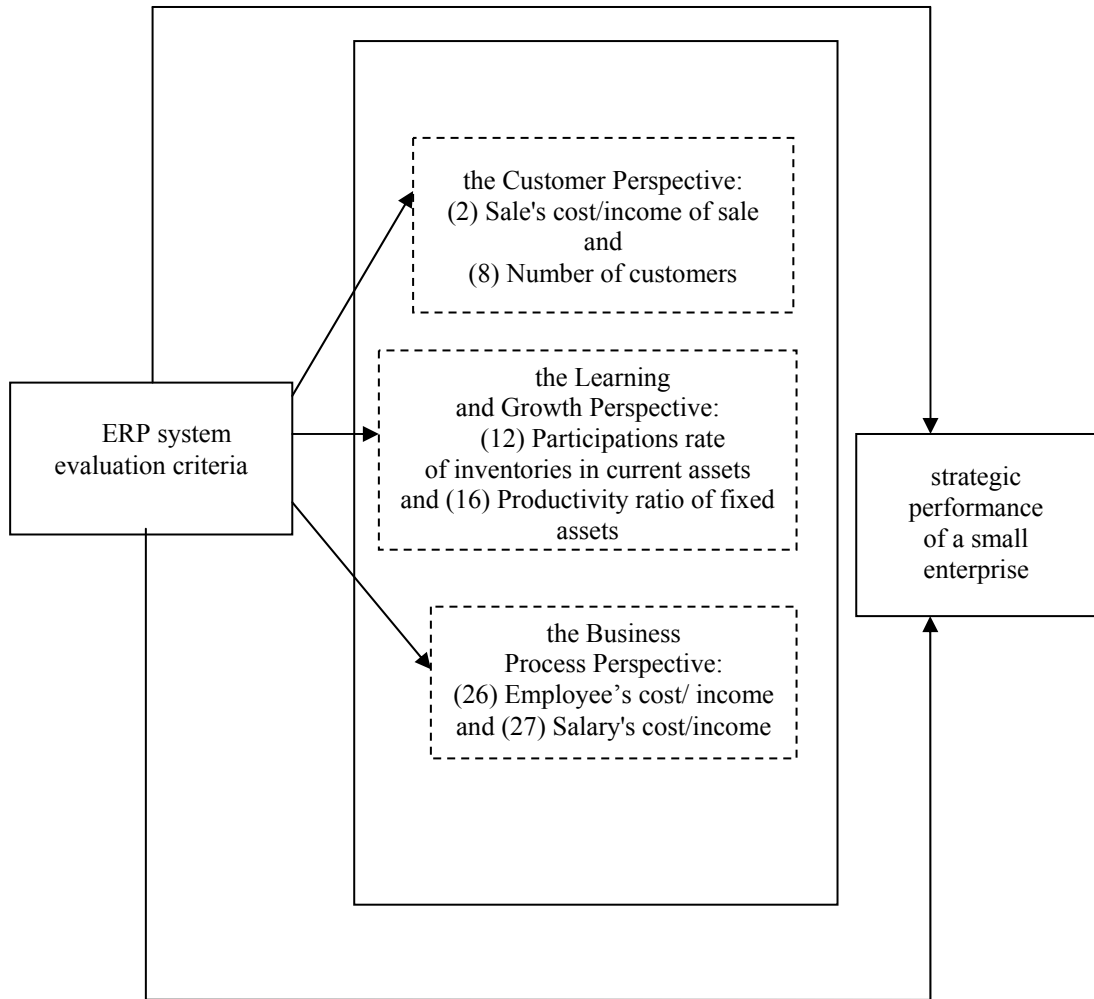 the Customer Perspective:
(2) Sale's cost/income of sale
and
(8) Number of customers
the Learning
and Growth Perspective:
(12) Participations rate
of inventories in current assets
and (16) Productivity ratio of fixed
assets
the Business
Process Perspective:
(26) Employee’s cost/ income
and (27) Salary's cost/income
ERP system
evaluation criteria
strategic
performance
of a small
enterprise